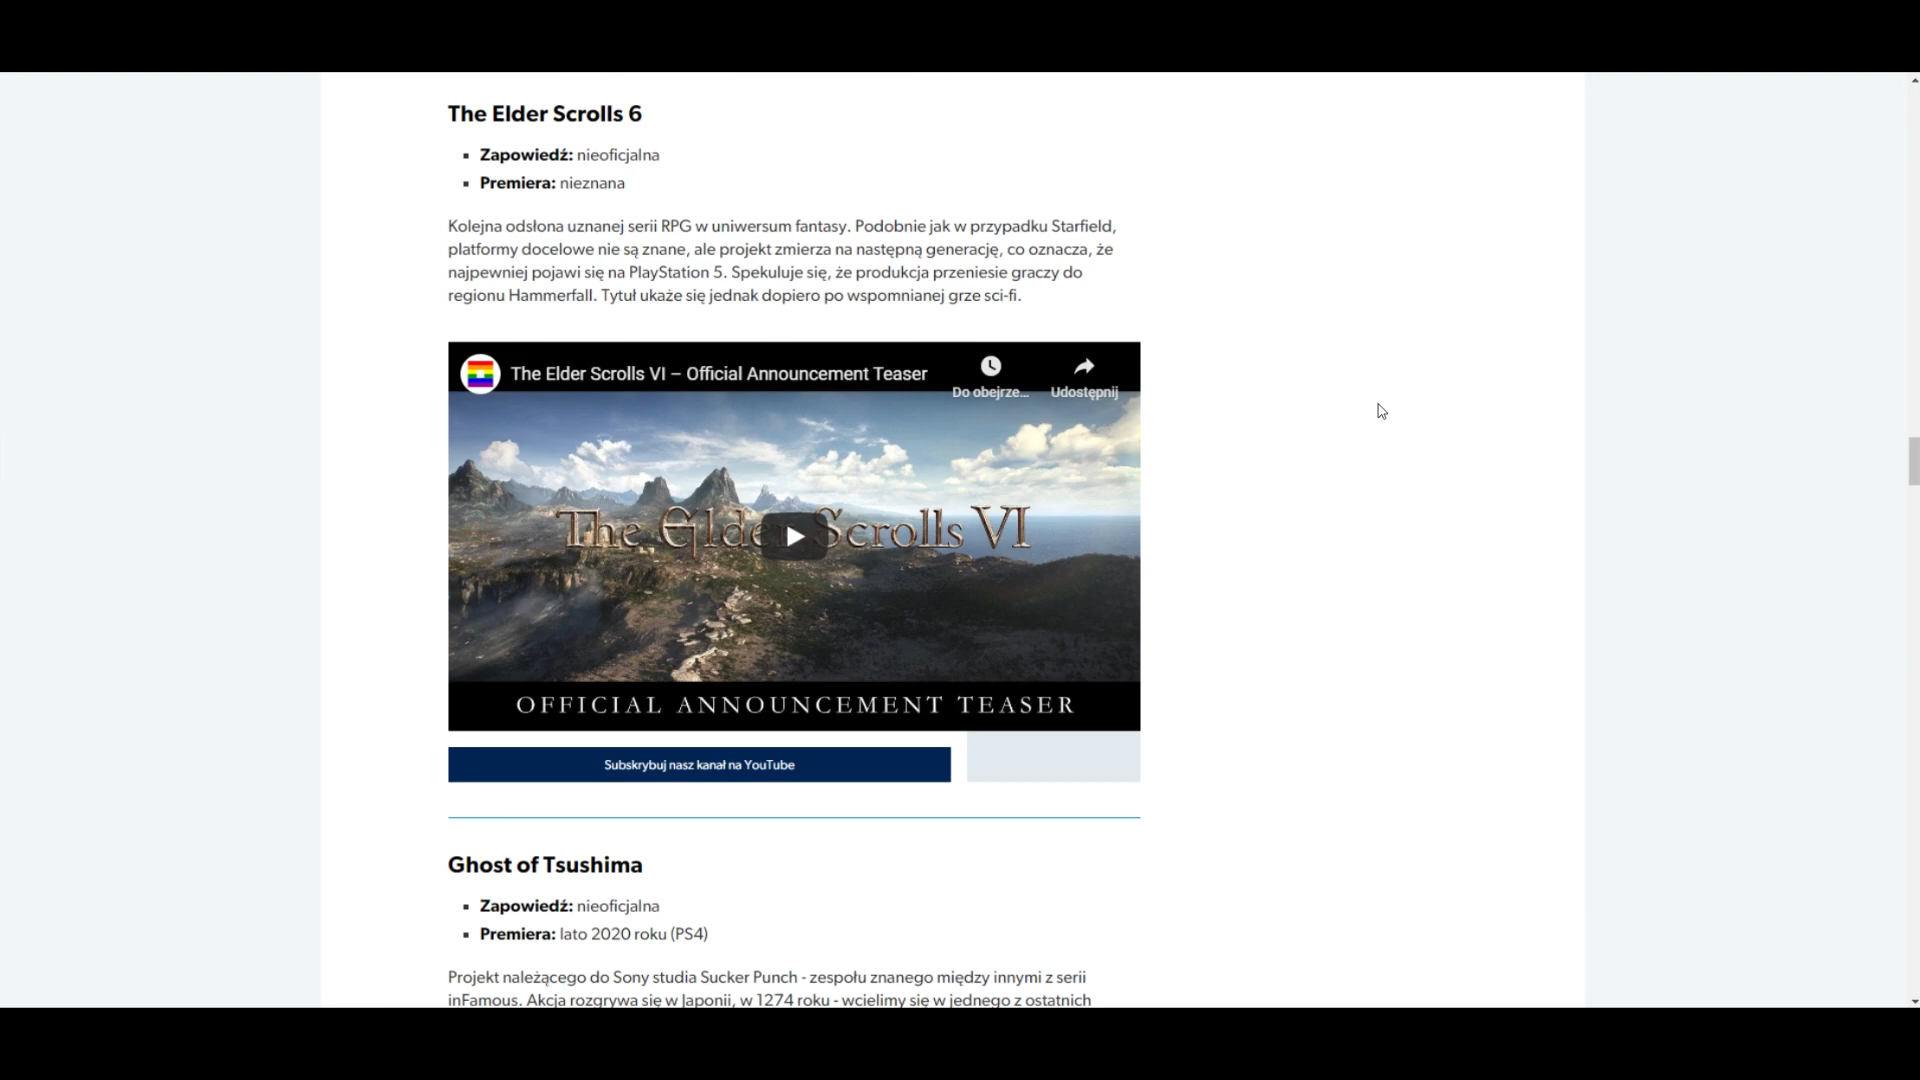 The Elder Scrolls 6
Zapowiedź: nieoficjalna
Premiera: nieznana
Kolejna odsłona uznanej serii RPG w uniwersum fantasy. Podobnie jak w przypadku Starfield,
platformy docelowe nie są znane, ale projekt zmierza na następną generację, co oznacza, że
najpewniej pojawi się na PlayStation 5. Spekuluje się, że produkcja przeniesie graczy do
regionu Hammerfall. Tytuł ukaże się jednak dopiero po wspomnianej grze sci-fi.
The Elder Scrolls VI – Official Announcement Teaser
Do obejrze...
Udostępnij
The Elder Scrolls VI
OFFICIAL ANNOUNCEMENT TEASER
Subskrybuj nasz kanał na YouTube
Ghost of Tsushima
Zapowiedź: nieoficjalna
Premiera: lato 2020 roku (PS4)
Projekt należącego do Sony studia Sucker Punch - zespołu znanego między innymi z serii
inFamous. Akcja rozgrywa się w Japonii, w 1274 roku - wcielimy się w jednego z ostatnich